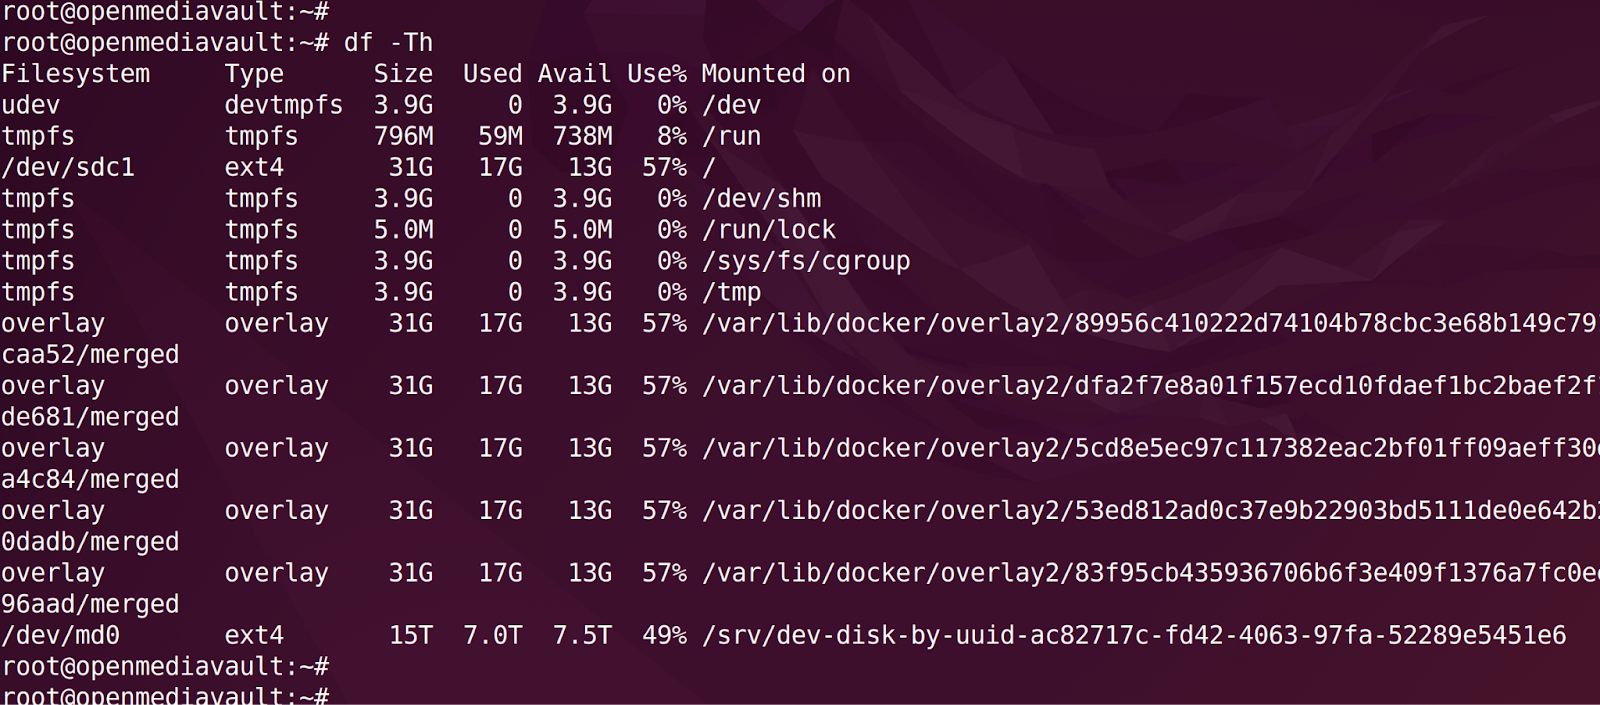 root@openmediavault:~#
root@openmediavault:~# df -Th
Filesystem     Type      Size  Used Avail Use% Mounted on
udev           devtmpfs  3.9G     0  3.9G   0% /dev
tmpfs          tmpfs     796M   59M  738M   8% /run
/dev/sdc1      ext4       31G   17G   13G  57% /
tmpfs          tmpfs     3.9G     0  3.9G   0% /dev/shm
tmpfs          tmpfs     5.0M     0  5.0M   0% /run/lock
tmpfs          tmpfs     3.9G     0  3.9G   0% /sys/fs/cgroup
tmpfs          tmpfs     3.9G     0  3.9G   0% /tmp
overlay        overlay    31G   17G   13G  57% /var/lib/docker/overlay2/89956c410222d74104b78cbc3e68b149c79
caa52/merged
overlay        overlay    31G   17G   13G  57% /var/lib/docker/overlay2/dfa2f7e8a01f157ecd10fdaef1bc2baef2f
de681/merged
overlay        overlay    31G   17G   13G  57% /var/lib/docker/overlay2/5cd8e5ec97c117382eac2bf01ff09aeff30
a4c84/merged
overlay        overlay    31G   17G   13G  57% /var/lib/docker/overlay2/53ed812ad0c37e9b22903bd5111de0e642b
0dadb/merged
overlay        overlay    31G   17G   13G  57% /var/lib/docker/overlay2/83f95cb435936706b6f3e409f1376a7fc0e
96aad/merged
/dev/md0       ext4       15T  7.0T  7.5T  49% /srv/dev-disk-by-uuid-ac82717c-fd42-4063-97fa-52289e5451e6
root@openmediavault:~#
root@openmediavault:~#